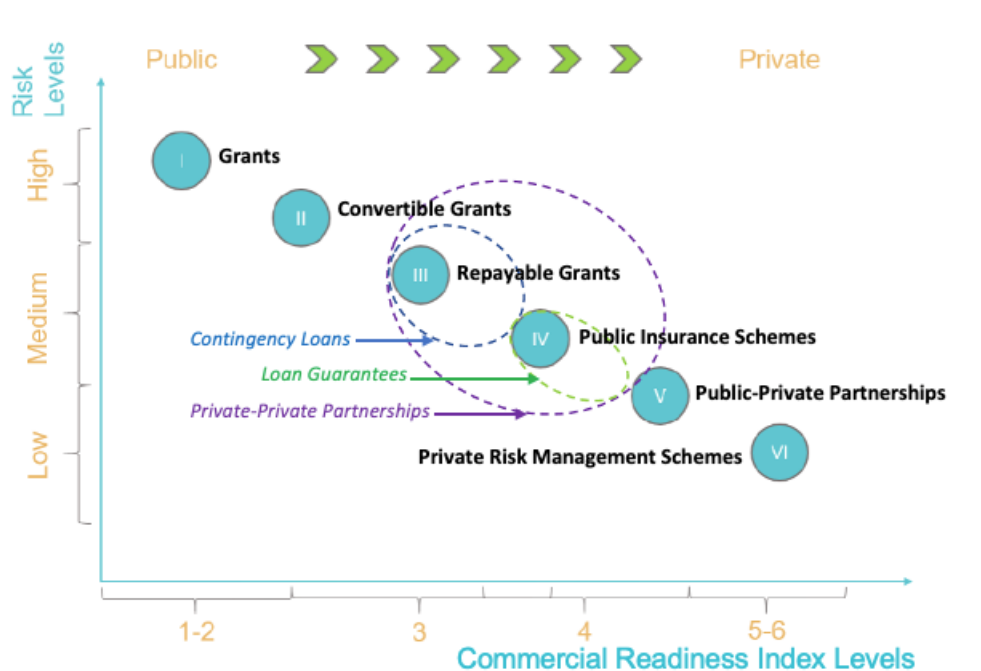 Public
Private
Risk
Levels
High
Medium
Low
I
Grants
II
Convertible Grants
III
Repayable Grants
Contingency Loans
IV
Public Insurance Schemes
Loan Guarantees
V
Public-Private Partnerships
Private-Private Partnerships
Private Risk Management Schemes
VI
1-2
3
4
5-6
Commercial Readiness Index Levels